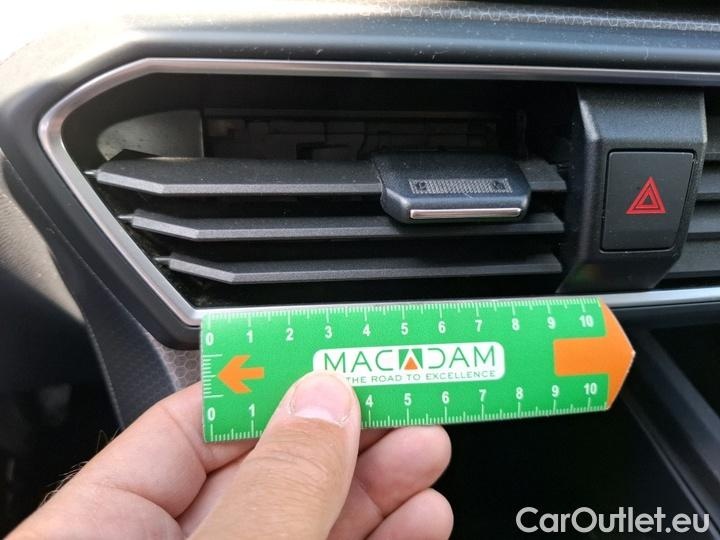 0 1 2 3 4 5 6 7 8 9 10
MACADAM
THE ROAD TO EXCELLENCE
0 1 4 5 6 7 8 9 10
CarOutlet.eu